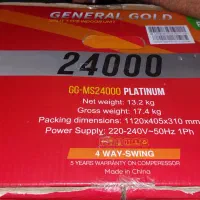 GENERAL GOLD
24000
GG-MS24000 PLATINUM
Net weight: 13.2 kg
Gross weight: 17.4 kg
Packing dimensions: 1120x405x310 mm
Power Supply: 220-240V~50Hz 1Ph
4 WAY-SWING
5 YEARS WARRANTY ON COMPERESSOR
Made in China